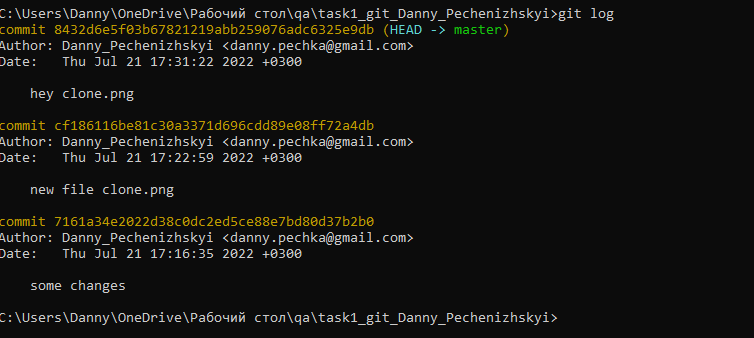 C:\Users\Danny\OneDrive\Рабочий стол\qa\task1_git_Danny_Pechenizhskyi>git log
commit 8432d6e5f03b67821219abb259076adc6325e9db (HEAD -> master)
Author: Danny_Pechenizhskyi <danny.pechka@gmail.com>
Date:   Thu Jul 21 17:31:22 2022 +0300
    hey clone.png
commit cf186116be81c30a3371d696cdd89e08ff72a4db
Author: Danny_Pechenizhskyi <danny.pechka@gmail.com>
Date:   Thu Jul 21 17:22:59 2022 +0300
    new file clone.png
commit 7161a34e2022d38c0dc2ed5ce88e7bd80d37b2b0
Author: Danny_Pechenizhskyi <danny.pechka@gmail.com>
Date:   Thu Jul 21 17:16:35 2022 +0300
    some changes
C:\Users\Danny\OneDrive\Рабочий стол\qa\task1_git_Danny_Pechenizhskyi>